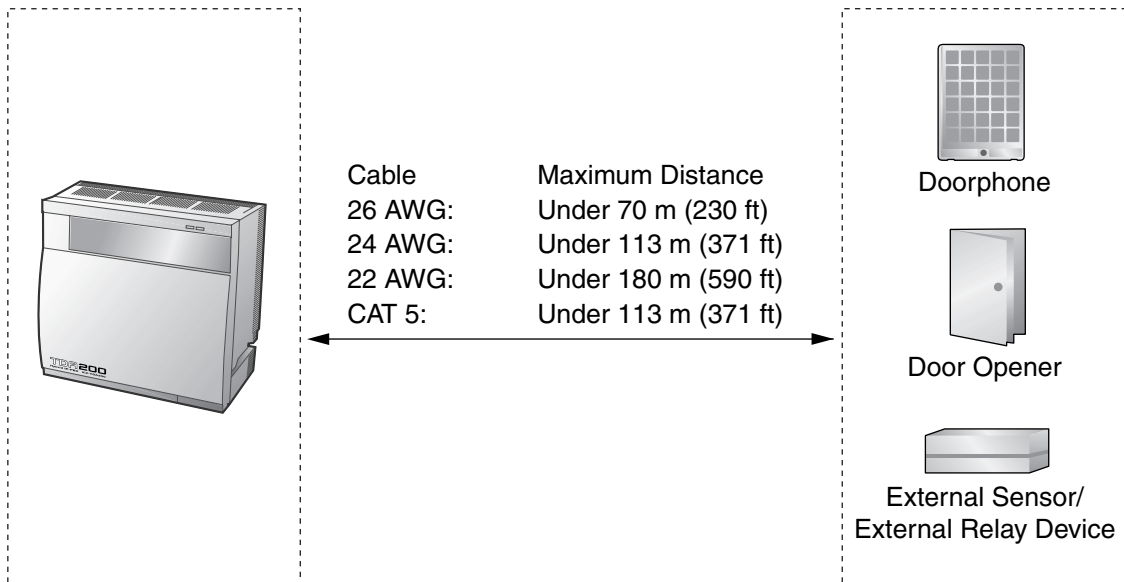 Cable Maximum Distance
26 AWG: Under 70 m (230 ft)
24 AWG: Under 113 m (371 ft)
22 AWG: Under 180 m (590 ft)
CAT 5: Under 113 m (371 ft)
TDA200
Doorphone
Door Opener
External Sensor/
External Relay Device